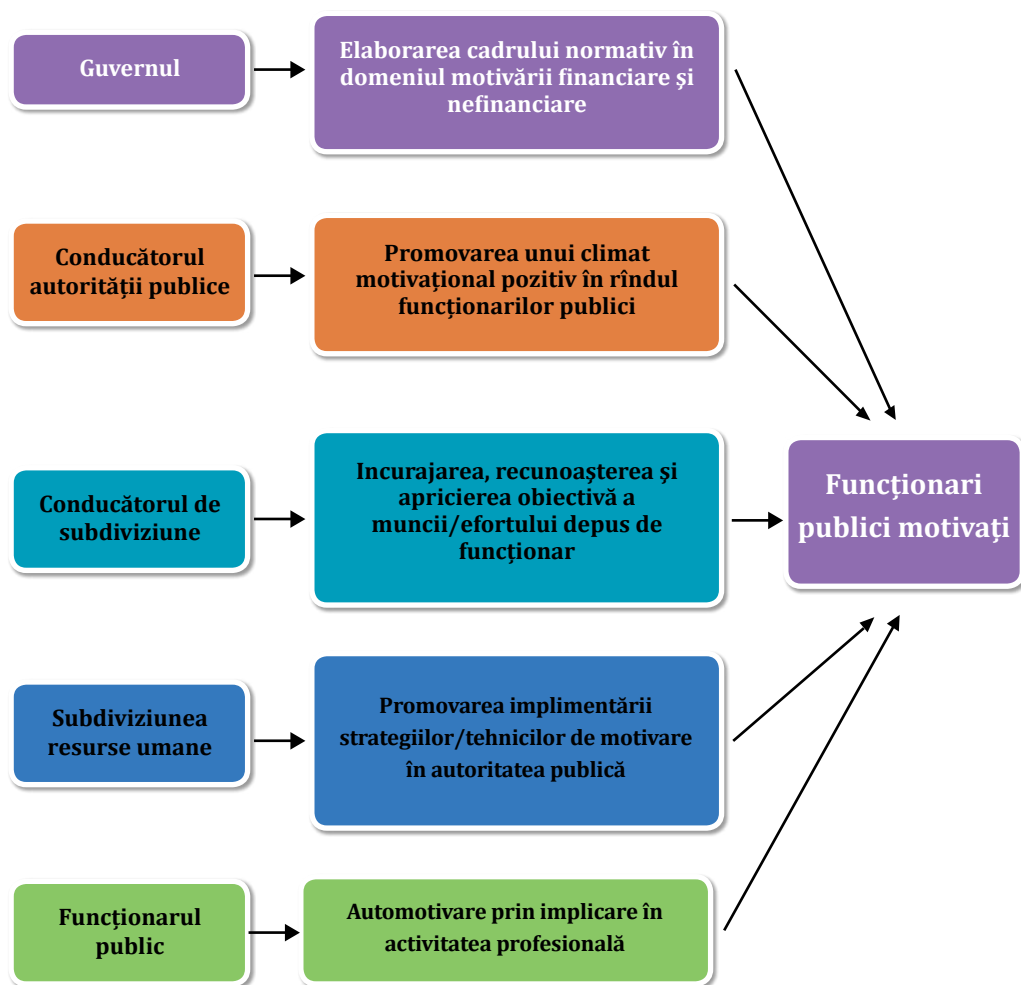 Guvernul
Elaborarea cadrului normativ în
domeniul motivării financiare şi
nefinanciare
Conducătorul
autorităţii publice
Promovarea unui climat
motivaţional pozitiv în rîndul
funcţionarilor publici
Conducătorul de
subdiviziune
Incurajarea, recunoaşterea şi
apricierea obiectivă a
muncii/efortului depus de
funcţionar
Funcţionari
publici motivaţi
Subdiviziunea
resurse umane
Promovarea implimentării
strategiilor/tehnicilor de motivare
în autoritatea publică
Funcţionarul
public
Automotivare prin implicare în
activitatea profesională